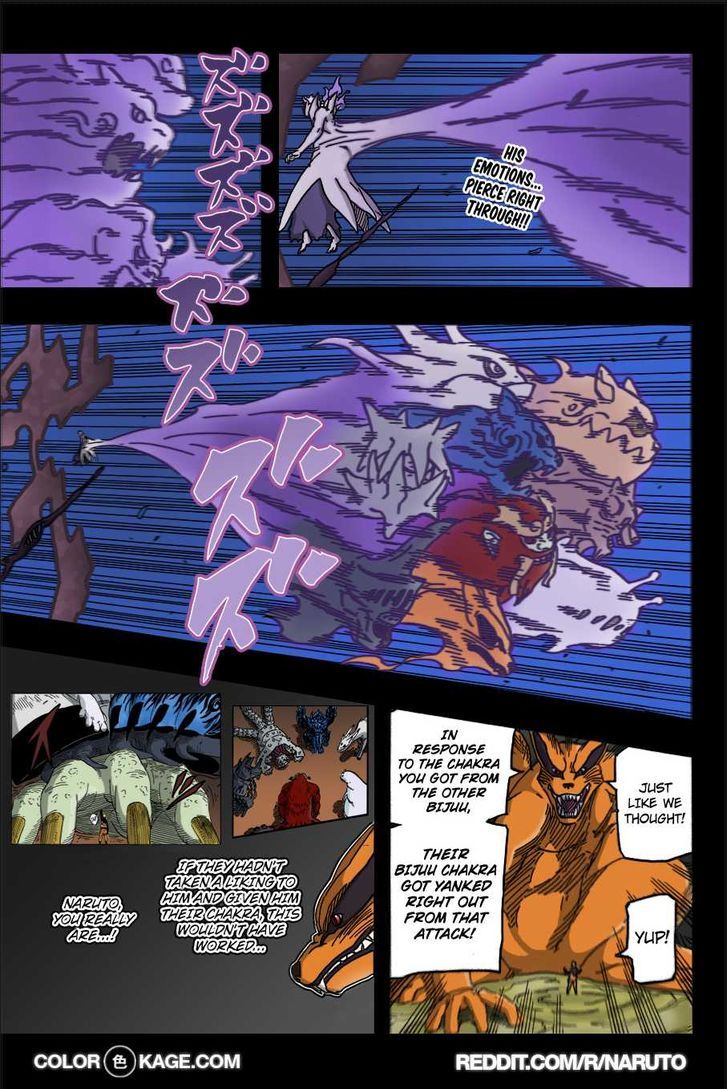 HIS
EMOTIONS...
PIERCE RIGHT
THROUGH!!
ズズズズ
ズズズ
ズズ
JUST
LIKE WE
THOUGHT!
IN
RESPONSE
TO THE CHAKRA
YOU GOT FROM
THE OTHER
BIJUU,
THEIR
BIJUU CHAKRA
GOT YANKED
RIGHT OUT
FROM THAT
ATTACK!
YUP!
IF THEY HADN'T
TAKEN A LIKING TO
HIM AND GIVEN HIM
THEIR CHAKRA, THIS
WOULDN'T HAVE
WORKED...
NARUTO,
YOU REALLY
ARE...!
COLOR 色 KAGE.COM
REDDIT.COM/R/NARUTO